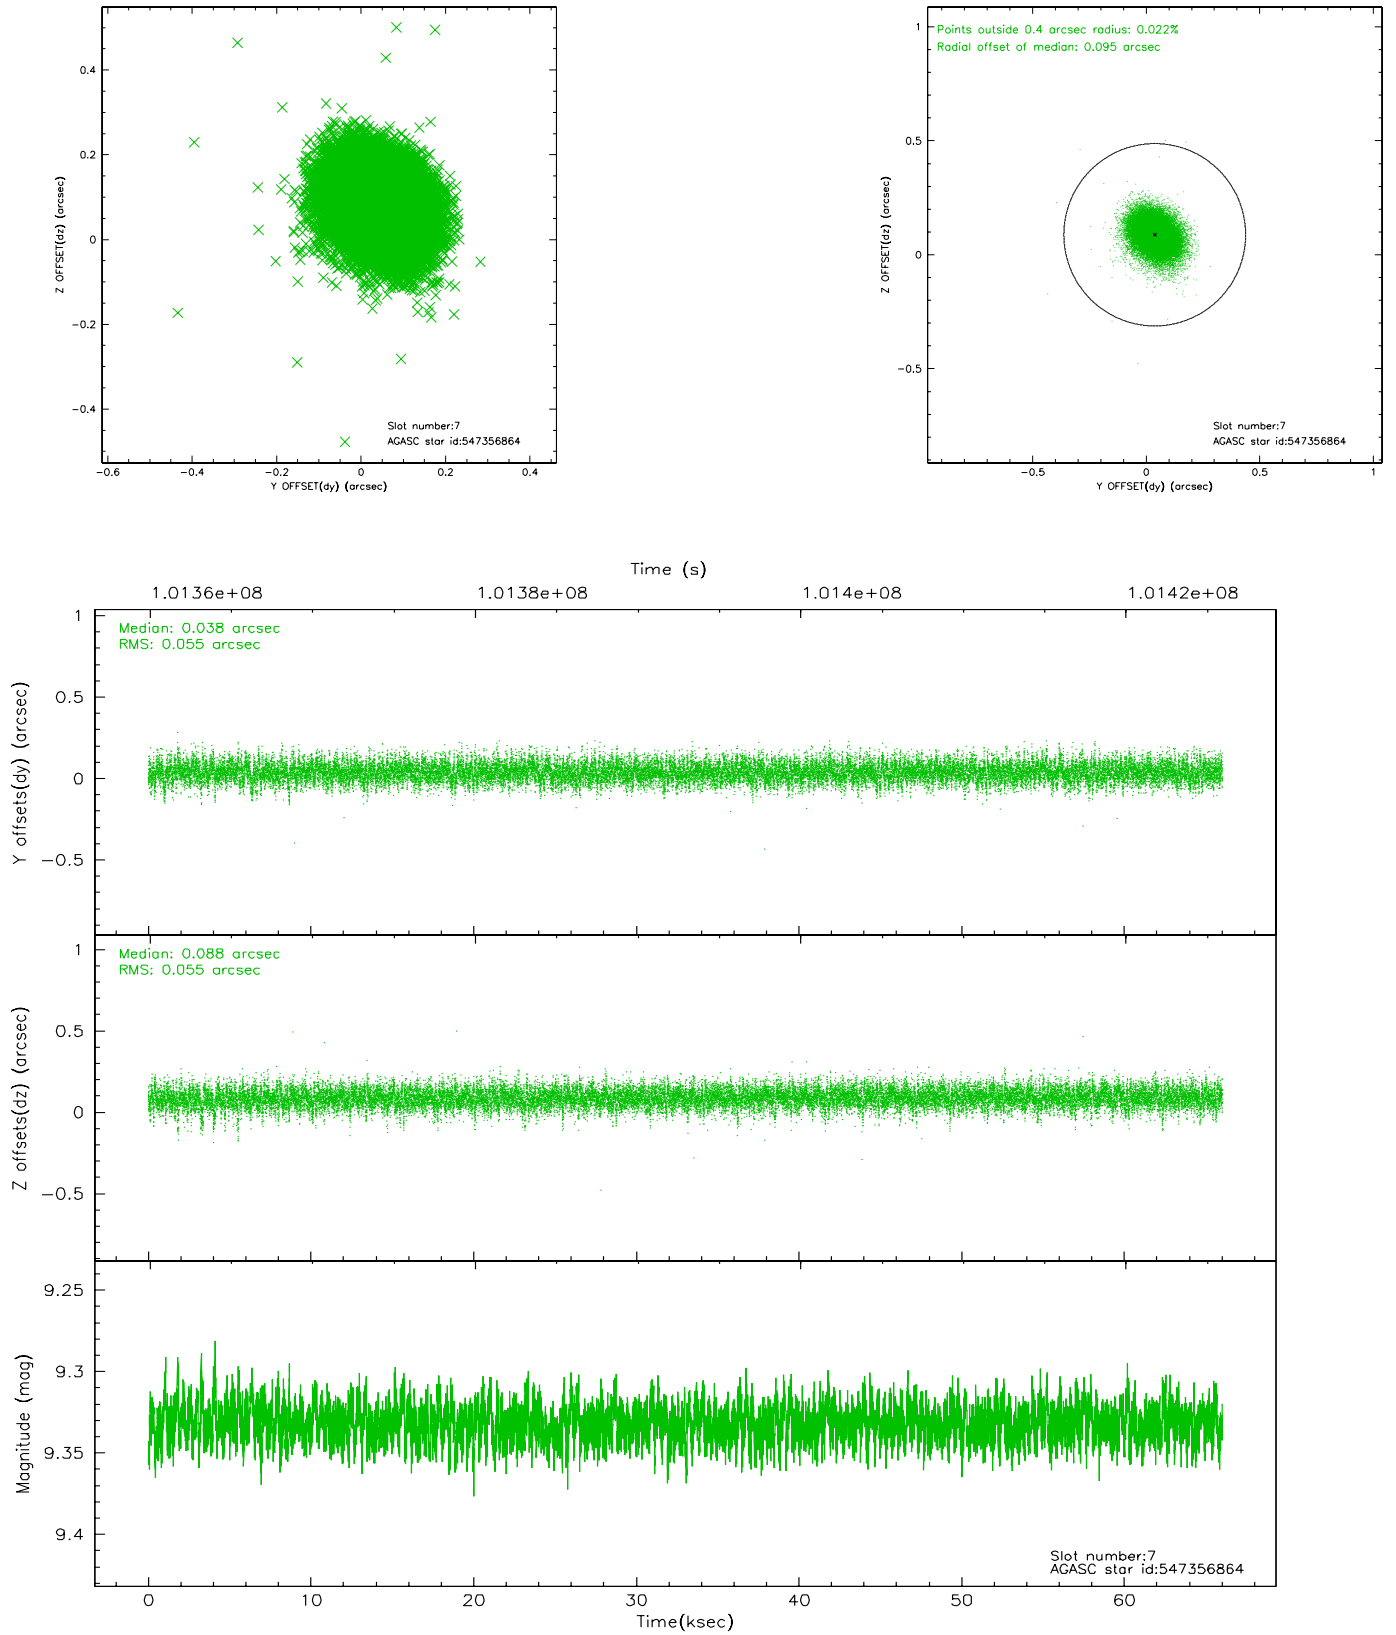 0.4
0.2
0
−0.2
−0.4
Z OFFSET(dz) (arcsec)
Slot number:7
AGASC star id:547356864
−0.6 −0.4 −0.2 0 0.2 0.4
Y OFFSET(dy) (arcsec)
Points outside 0.4 arcsec radius: 0.022%
Radial offset of median: 0.095 arcsec
1
0.5
0
−0.5
Z OFFSET(dz) (arcsec)
Slot number:7
AGASC star id:547356864
−0.5 0 0.5 1
Y OFFSET(dy) (arcsec)
Time (s)
1.0136e+08 1.0138e+08 1.014e+08 1.0142e+08
Median: 0.038 arcsec
RMS: 0.055 arcsec
1
0.5
0
−0.5
Y offsets(dy) (arcsec)
Median: 0.088 arcsec
RMS: 0.055 arcsec
1
0.5
0
−0.5
Z offsets(dz) (arcsec)
9.25
9.3
9.35
9.4
Magnitude (mag)
Slot number:7
AGASC star id:547356864
0 10 20 30 40 50 60
Time(ksec)